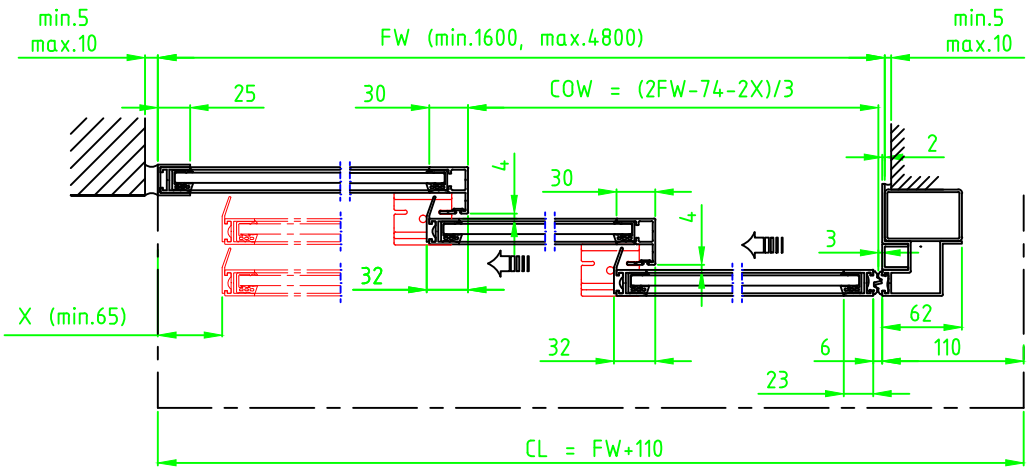 min.5
max.10
FW (min.1600, max.4800)
min.5
max.10
25
30
COW = (2FW-74-2X)/3
2
4
30
4
3
32
X (min.65)
62
32
6
110
23
CL = FW+110